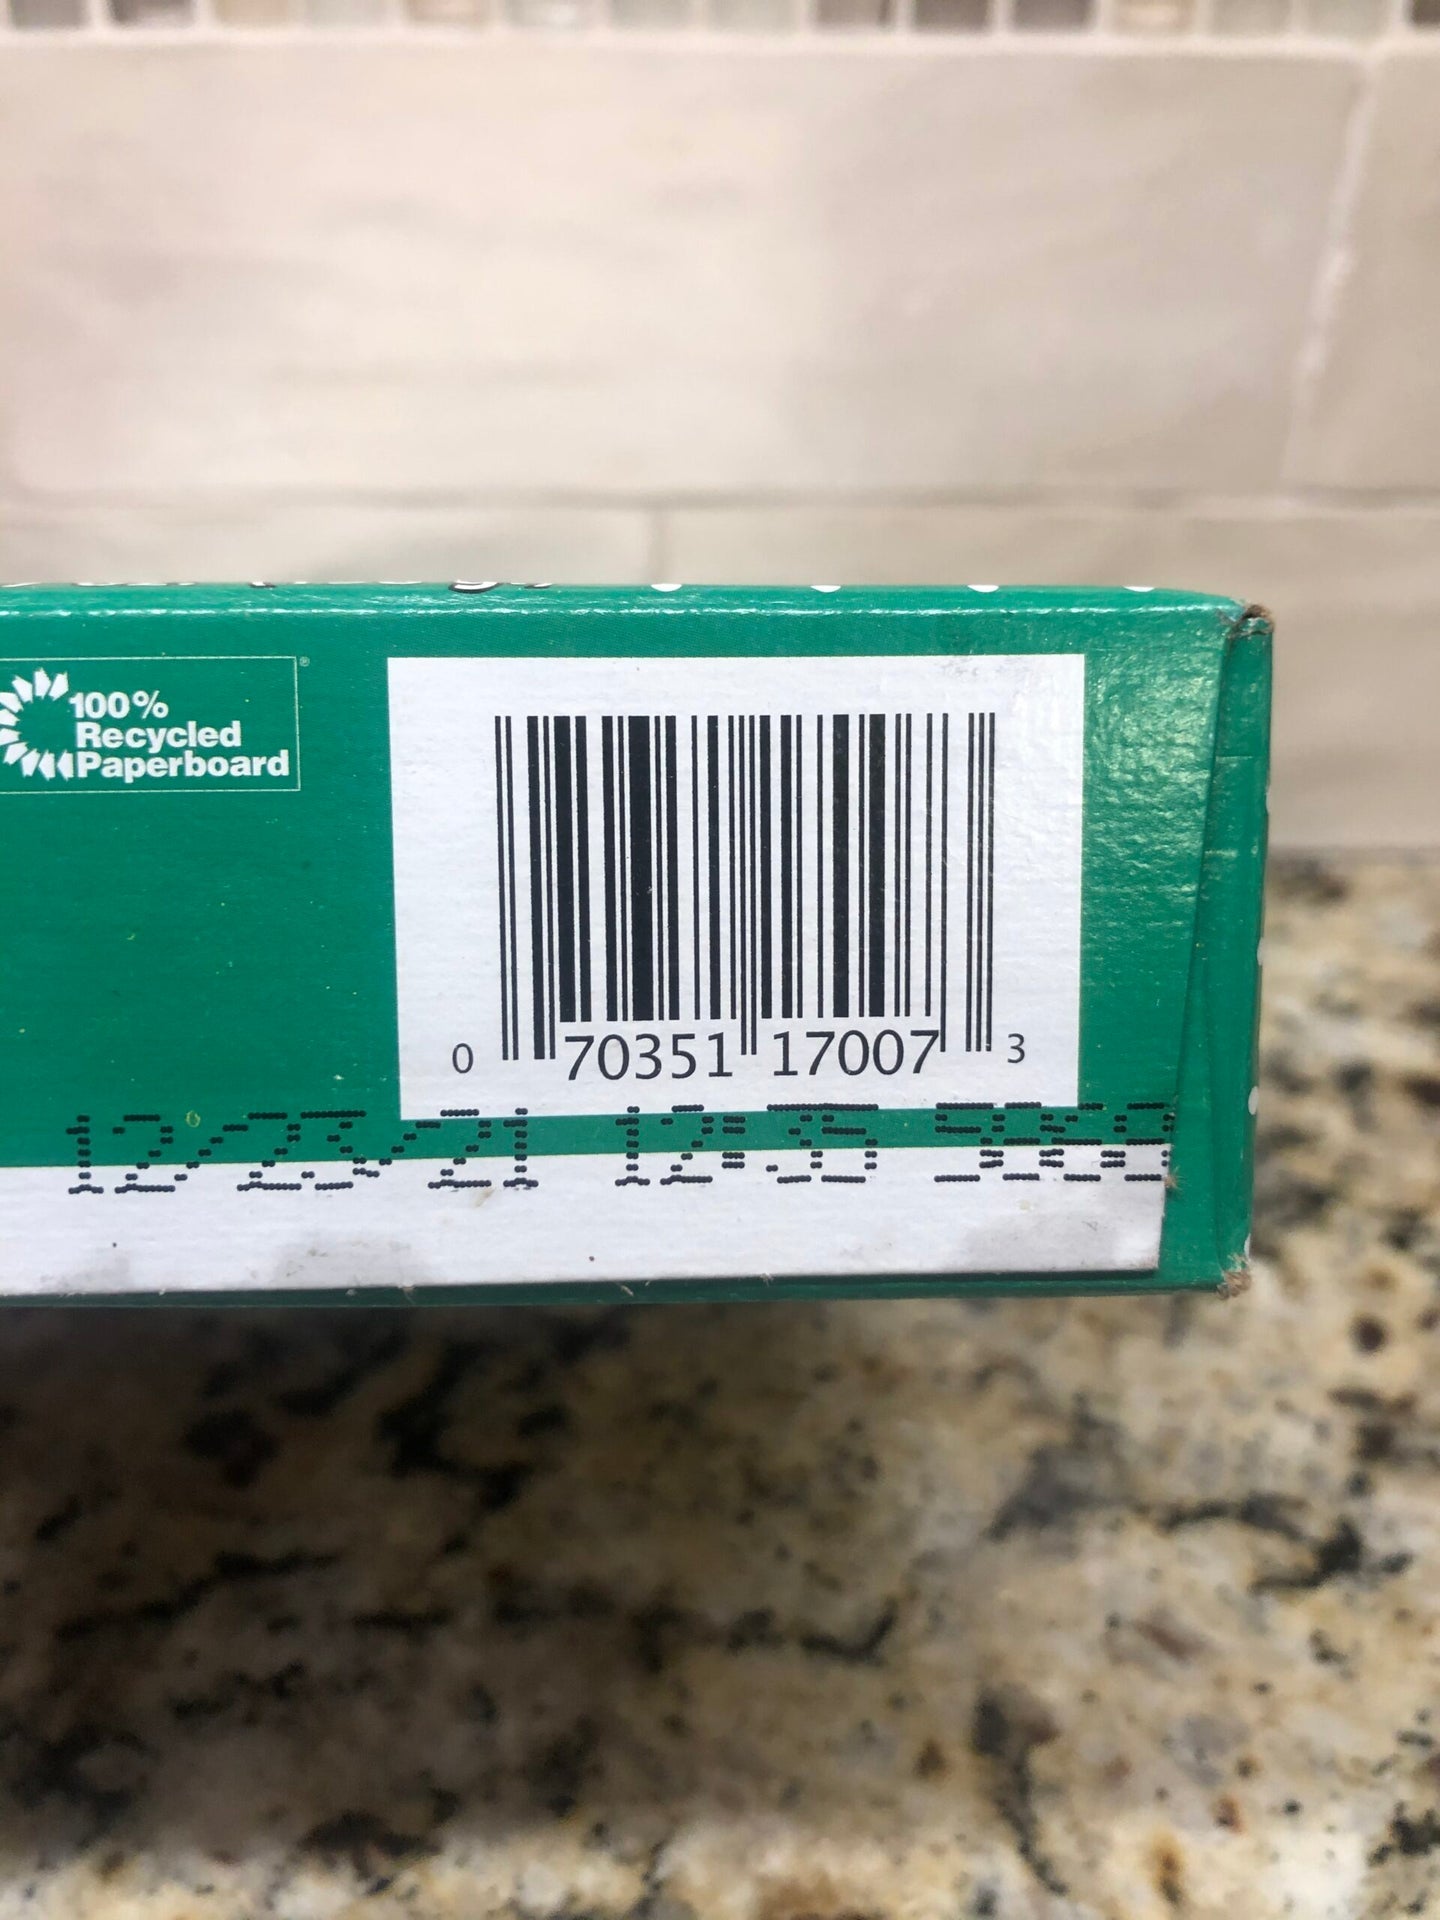 100%
Recycled
Paperboard
®
0 70351 17007 3
12/23/21 12:35